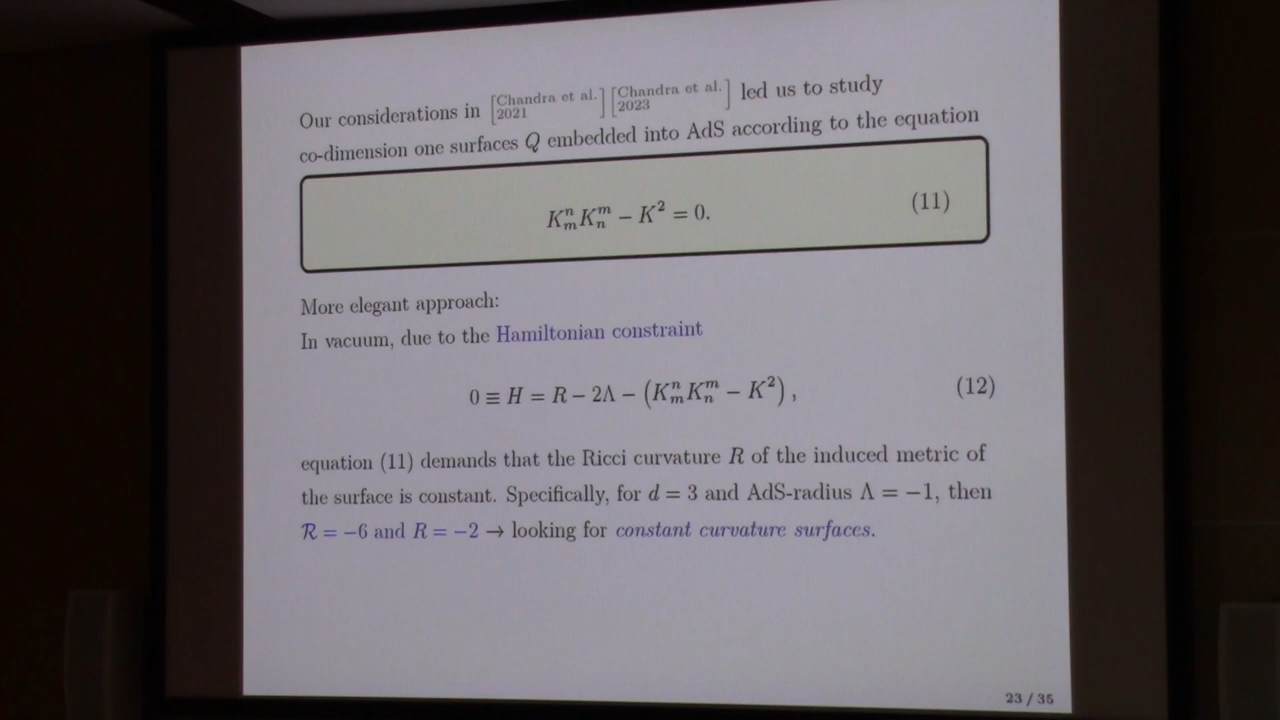 Our considerations in [Chandra et al. 2021] [Chandra et al. 2023] led us to study
co-dimension one surfaces Q embedded into AdS according to the equation
K^n_m K^m_n − K² = 0. (11)
More elegant approach:
In vacuum, due to the Hamiltonian constraint
0 ≡ H = R − 2Λ − (K^n_m K^m_n − K²), (12)
equation (11) demands that the Ricci curvature R of the induced metric of
the surface is constant. Specifically, for d = 3 and AdS-radius Λ = −1, then
ℛ = −6 and R = −2 → looking for constant curvature surfaces.
23 / 35